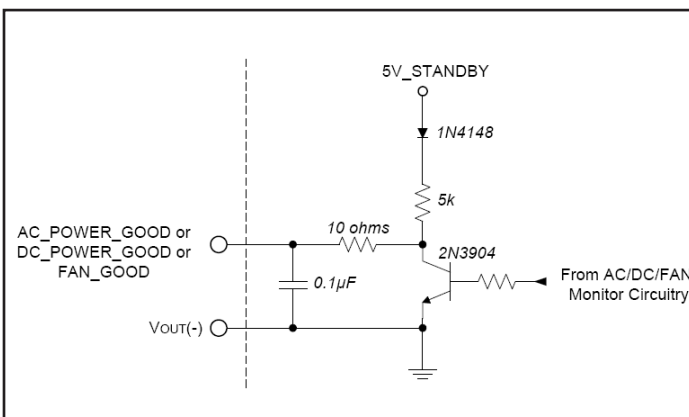 5V_STANDBY
1N4148
5k
10 ohms
AC_POWER_GOOD or
DC_POWER_GOOD or
FAN_GOOD
2N3904
0.1µF
From AC/DC/FAN
Monitor Circuitry
VOUT(-)